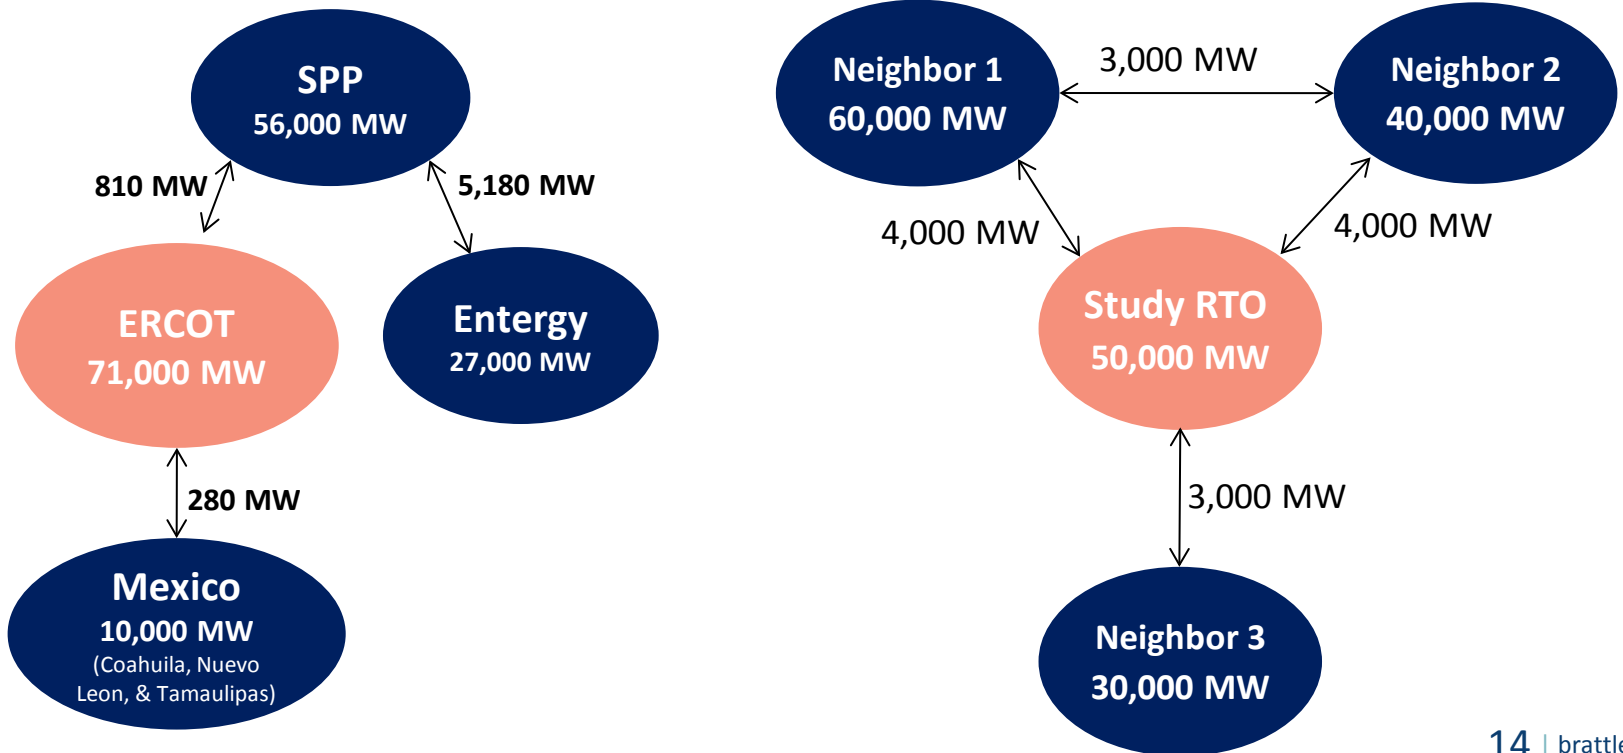 SPP
56,000 MW
810 MW
5,180 MW
ERCOT
71,000 MW
Entergy
27,000 MW
280 MW
Mexico
10,000 MW
(Coahuila, Nuevo
Leon, & Tamaulipas)
Neighbor 1
60,000 MW
3,000 MW
Neighbor 2
40,000 MW
4,000 MW
4,000 MW
Study RTO
50,000 MW
3,000 MW
Neighbor 3
30,000 MW
14 | brattle